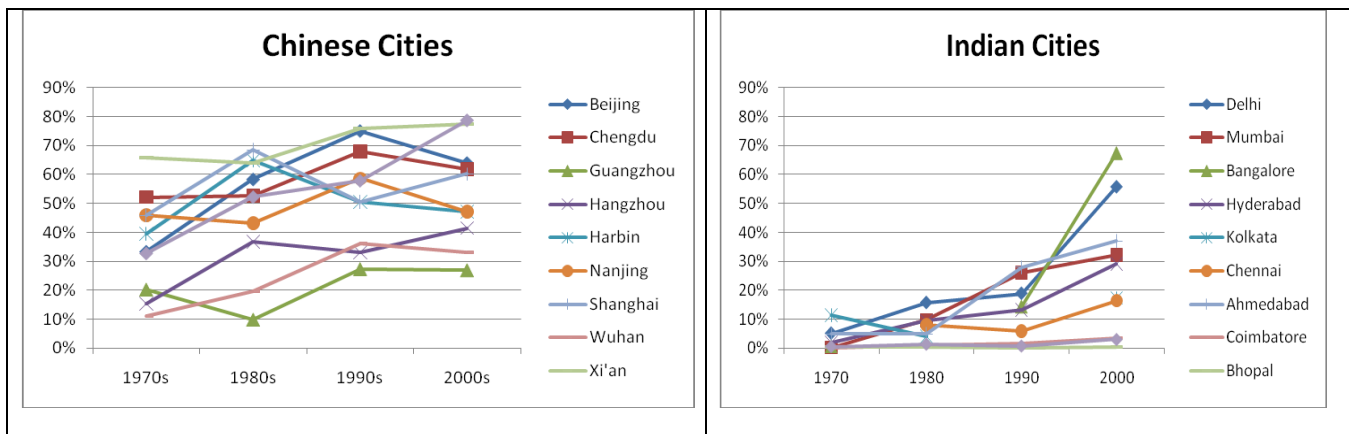 Chinese Cities
90%
80%
70%
60%
50%
40%
30%
20%
10%
0%
1970s 1980s 1990s 2000s
Beijing
Chengdu
Guangzhou
Hangzhou
Harbin
Nanjing
Shanghai
Wuhan
Xi'an
Indian Cities
90%
80%
70%
60%
50%
40%
30%
20%
10%
0%
1970 1980 1990 2000
Delhi
Mumbai
Bangalore
Hyderabad
Kolkata
Chennai
Ahmedabad
Coimbatore
Bhopal